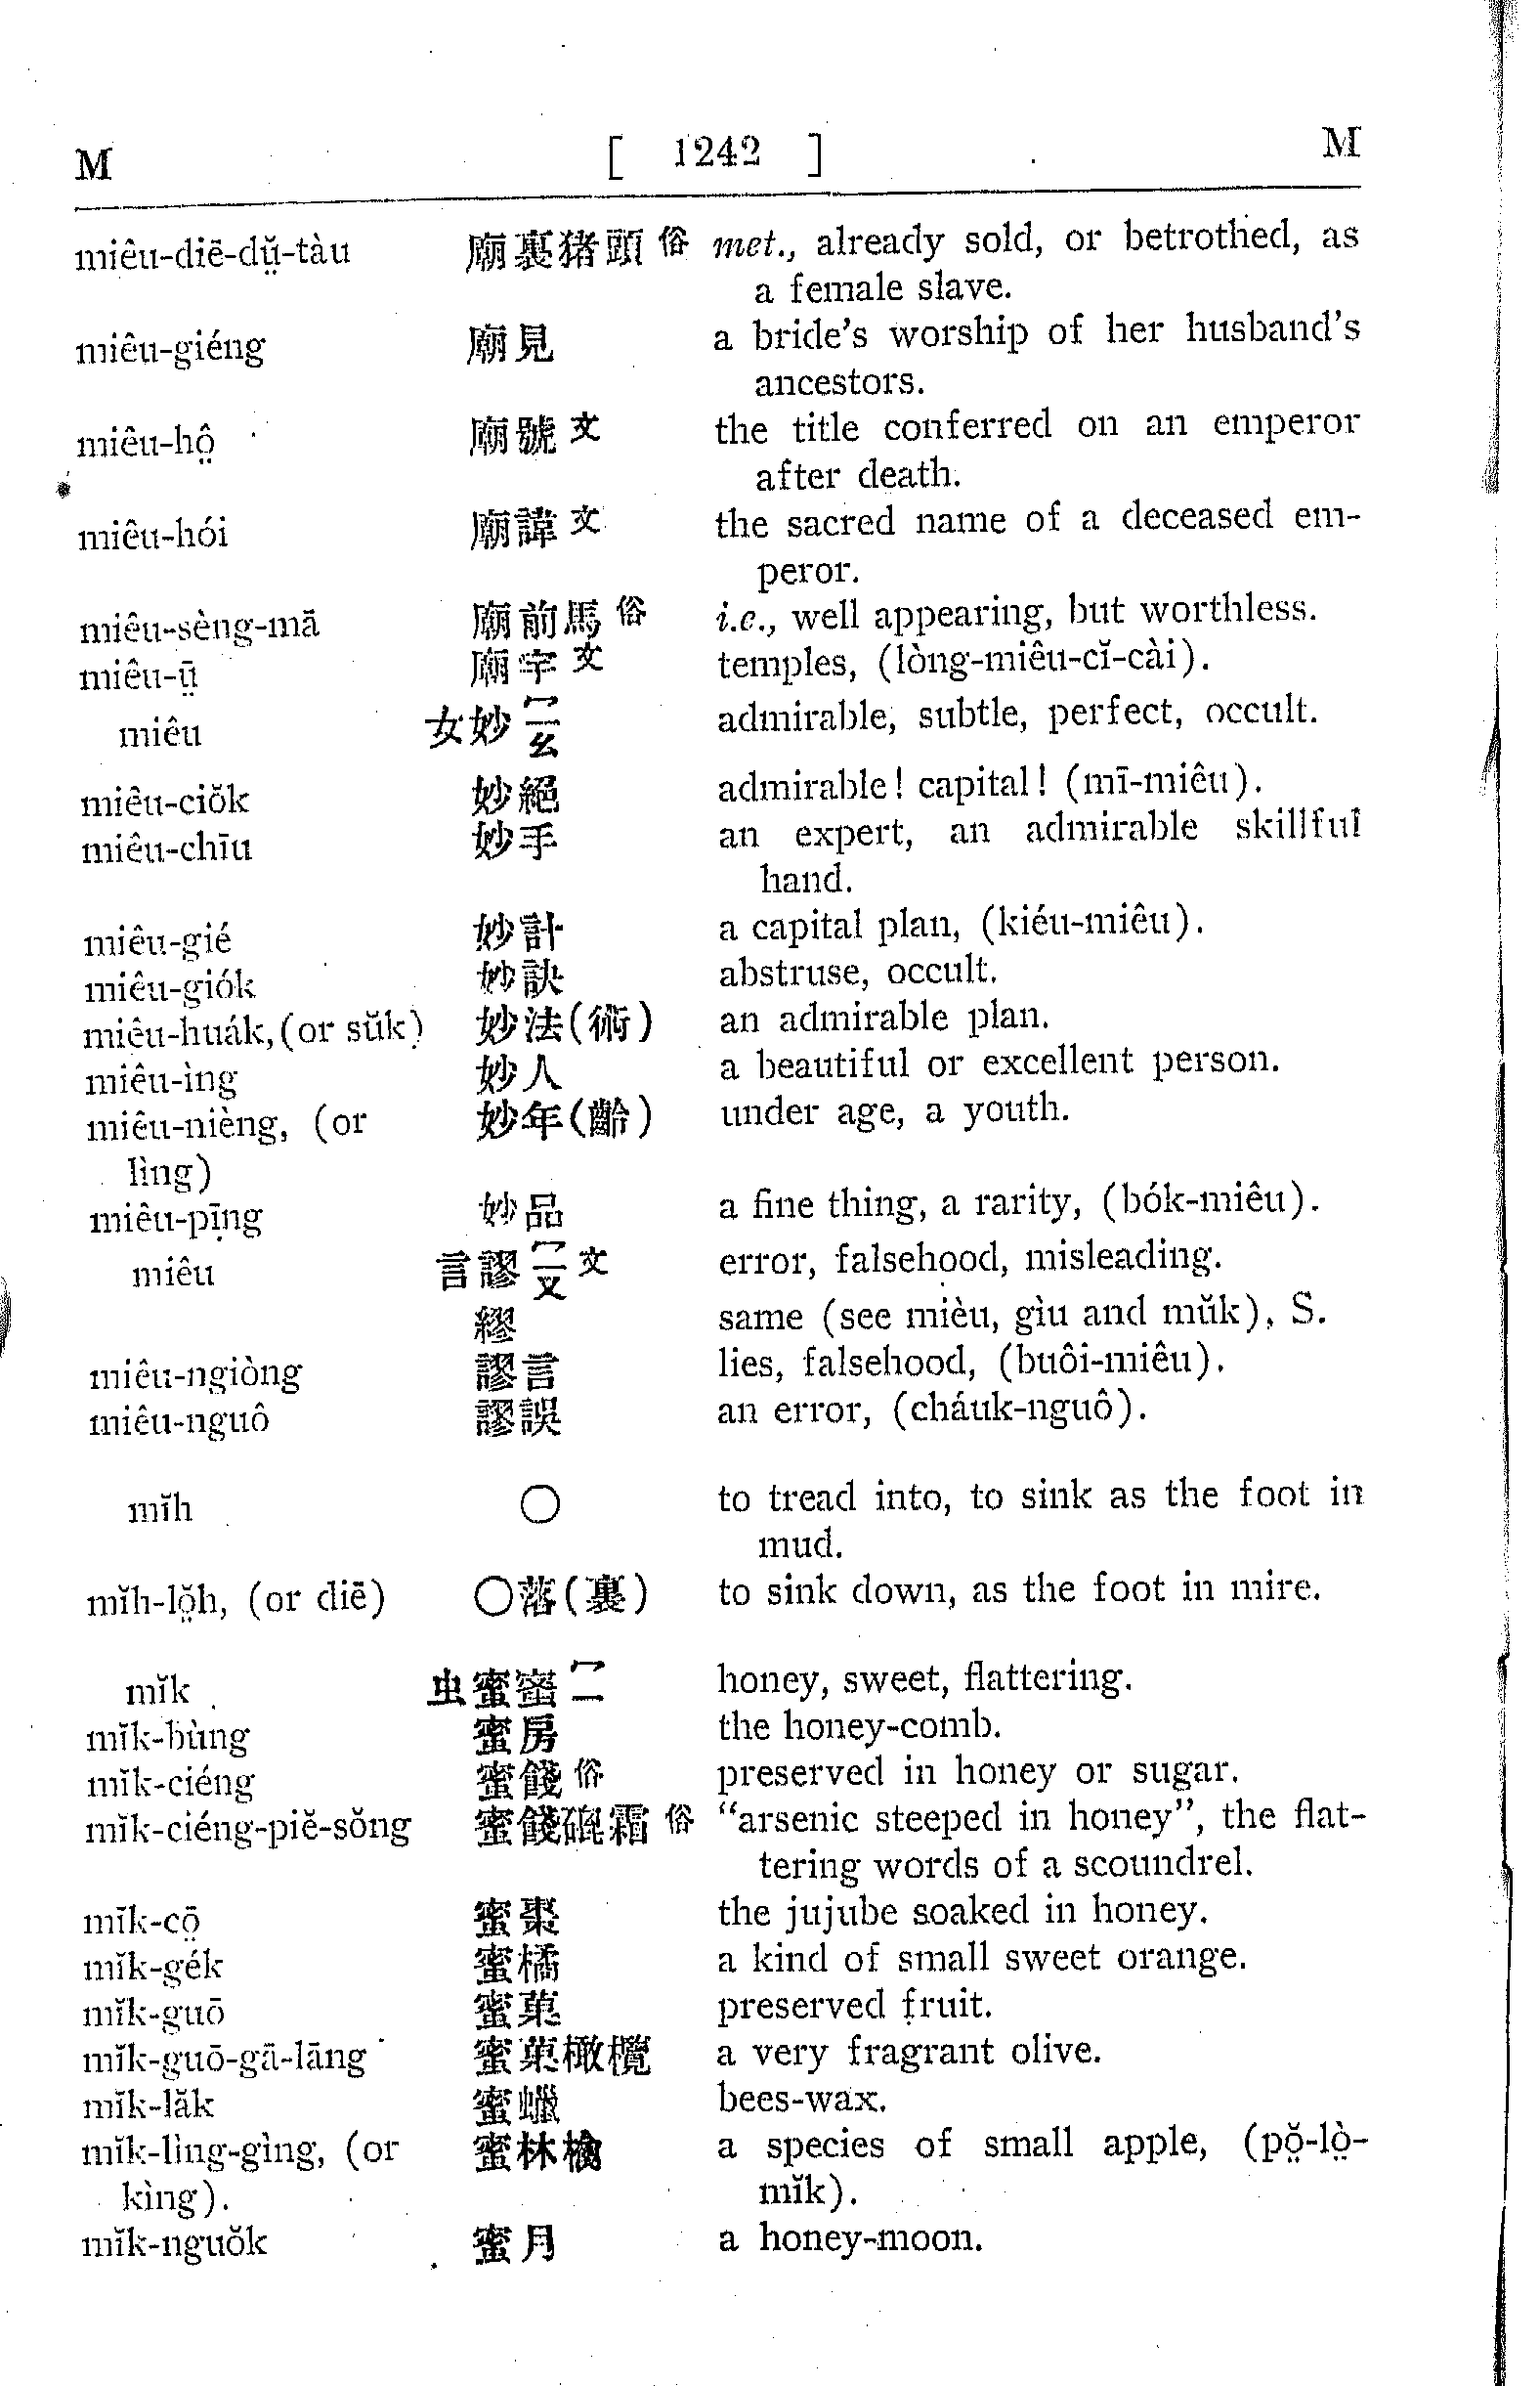 M [ 1242 ] M
miêu-diē-dṳ̆-tàu 廟裏猪頭 俗 met., already sold, or betrothed, as
a female slave.
miêu-giéng 廟見 a bride's worship of her husband's
ancestors.
miêu-hô̤ 廟號 文 the title conferred on an emperor
after death.
miêu-hói 廟諱 文 the sacred name of a deceased em-
peror.
miêu-sèng-mā 廟前馬 俗 i.e., well appearing, but worthless.
miêu-ṳ̄ 廟宇 文 temples, (lòng-miêu-cĭ-cài).
miêu 女妙 admirable, subtle, perfect, occult.
miêu-ciŏk 妙絕 admirable! capital! (mī-miêu).
miêu-chīu 妙手 an expert, an admirable skillful
hand.
miêu-gié 妙計 a capital plan, (kiéu-miêu).
miêu-giók 妙訣 abstruse, occult.
miêu-huák, (or sŭk) 妙法(術) an admirable plan.
miêu-ìng 妙人 a beautiful or excellent person.
miêu-nièng, (or 妙年(齡) under age, a youth.
lìng)
miêu-pīng 妙品 a fine thing, a rarity, (bók-miêu).
miêu 言謬 文 error, falsehood, misleading.
繆 same (see mièu, gìu and mŭk), S.
miêu-ngiòng 謬言 lies, falsehood, (buôi-miêu).
miêu-nguô 謬誤 an error, (cháuk-nguô).
mĭh ○ to tread into, to sink as the foot in
mud.
mĭh-lŏ̤h, (or diē) ○落(裏) to sink down, as the foot in mire.
mĭk 虫蜜 honey, sweet, flattering.
mĭk-bùng 蜜房 the honey-comb.
mĭk-ciéng 蜜餞 俗 preserved in honey or sugar.
mĭk-ciéng-piĕ-sŏng 蜜餞磇霜 俗 "arsenic steeped in honey", the flat-
tering words of a scoundrel.
mĭk-cō̤ 蜜棗 the jujube soaked in honey.
mĭk-gék 蜜橘 a kind of small sweet orange.
mĭk-guō 蜜菓 preserved fruit.
mĭk-guō-gā-lāng 蜜菓橄欖 a very fragrant olive.
mĭk-lăk 蜜蠟 bees-wax.
mĭk-lìng-gìng, (or 蜜林檎 a species of small apple, (pŏ̤-lò̤-
kìng). mĭk).
mĭk-nguŏk 蜜月 a honey-moon.